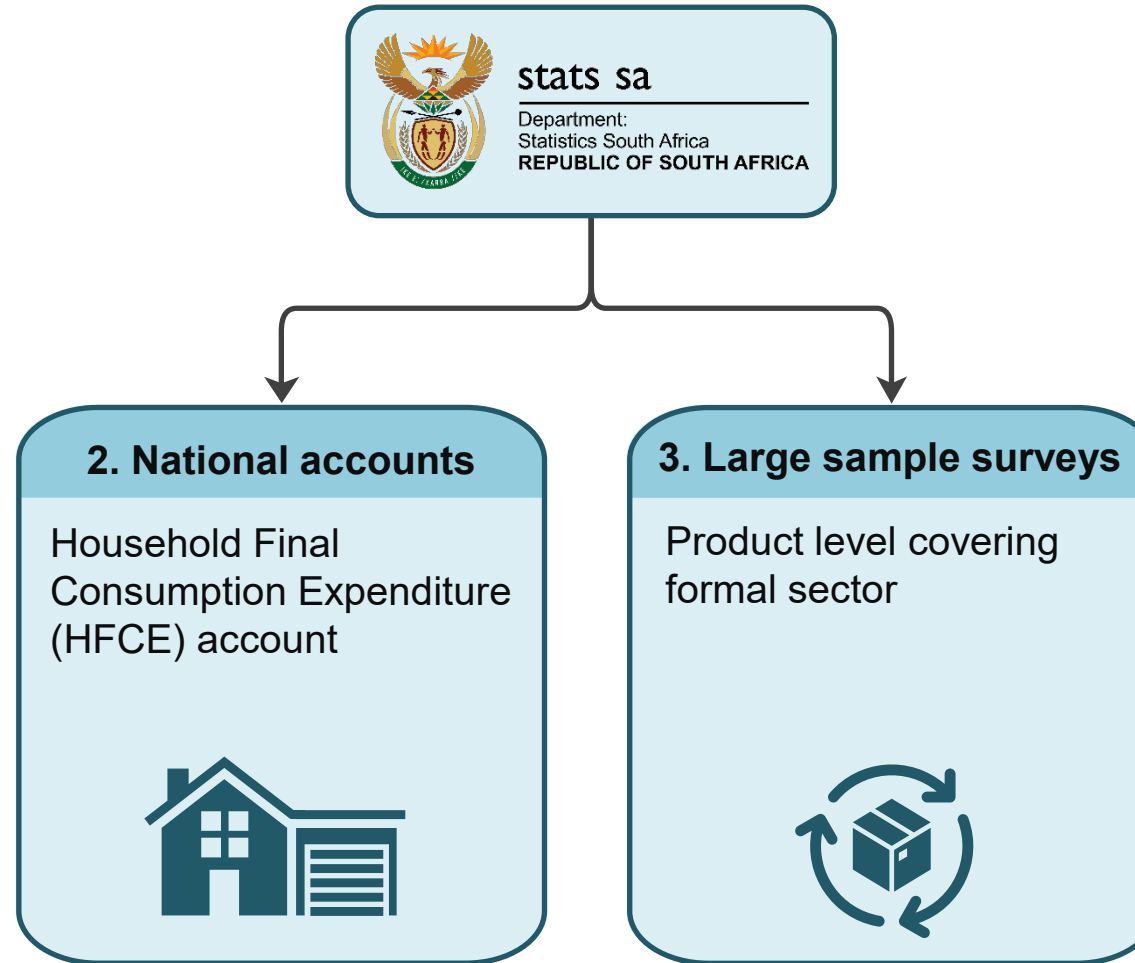 stats sa
Department:
Statistics South Africa
REPUBLIC OF SOUTH AFRICA
2. National accounts
Household Final
Consumption Expenditure
(HFCE) account
3. Large sample surveys
Product level covering
formal sector